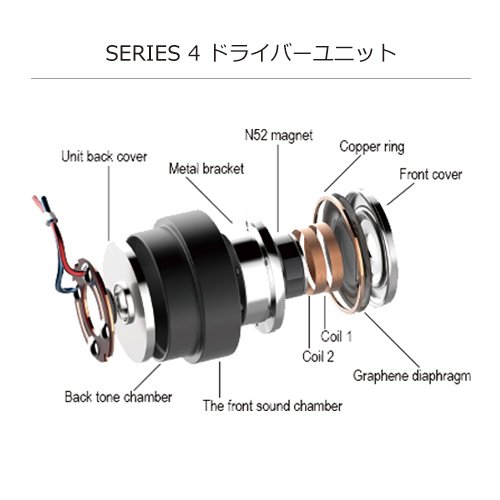 SERIES 4 ドライバーユニット
N52 magnet
Copper ring
Unit back cover
Metal bracket
Front cover
Coil 1
Coil 2
Graphene diaphragm
Back tone chamber
The front sound chamber